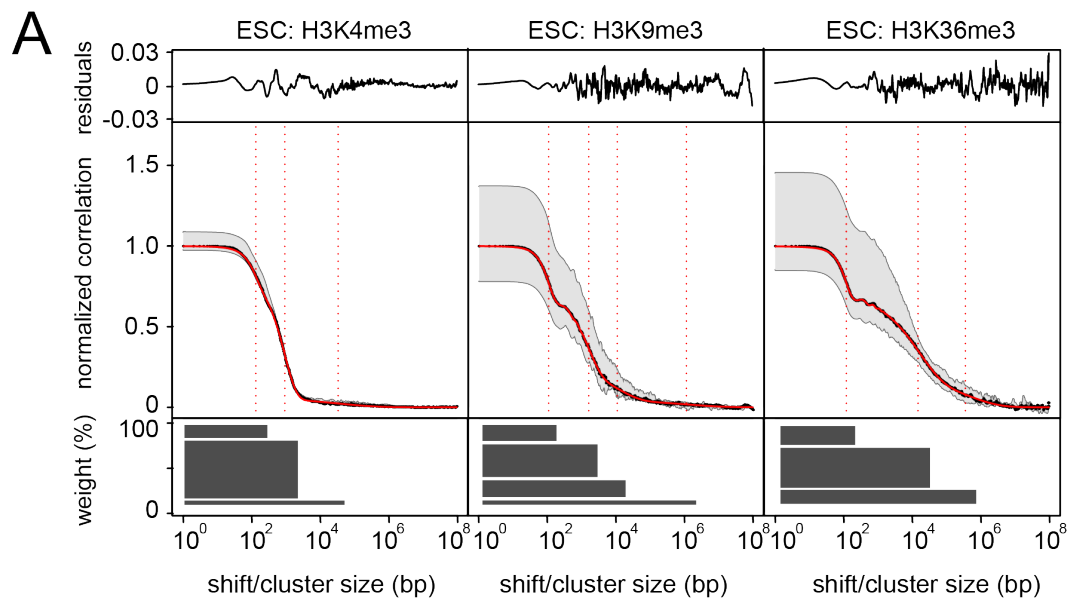 A
ESC: H3K4me3 ESC: H3K9me3 ESC: H3K36me3
residuals
0.03
0
-0.03
normalized correlation
1.5
1.0
0.5
0
weight (%)
100
0
10^0 10^2 10^4 10^6 10^8 10^0 10^2 10^4 10^6 10^8 10^0 10^2 10^4 10^6 10^8
shift/cluster size (bp) shift/cluster size (bp) shift/cluster size (bp)